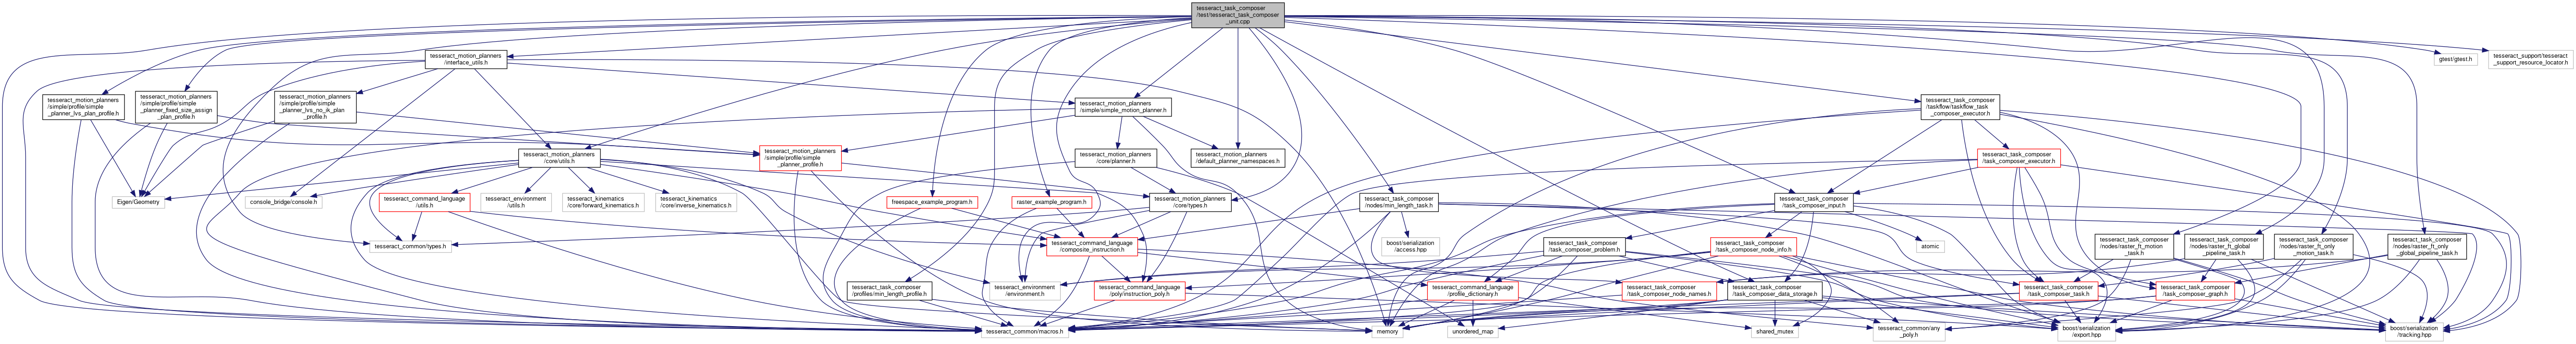 tesseract_task_composer
/test/tesseract_task_composer
_unit.cpp
tesseract_motion_planners
/interface_utils.h
gtest/gtest.h
tesseract_support/tesseract
_support_resource_locator.h
tesseract_motion_planners
/simple/profile/simple
_planner_lvs_plan_profile.h
tesseract_motion_planners
/simple/profile/simple
_planner_fixed_size_assign
_plan_profile.h
tesseract_motion_planners
/simple/profile/simple
_planner_lvs_no_ik_plan
_profile.h
tesseract_motion_planners
/simple/simple_motion_planner.h
tesseract_task_composer
/taskflow/taskflow_task
_composer_executor.h
tesseract_motion_planners
/core/utils.h
tesseract_motion_planners
/simple/profile/simple
_planner_profile.h
tesseract_motion_planners
/core/planner.h
tesseract_motion_planners
/default_planner_namespaces.h
tesseract_task_composer
/task_composer_executor.h
Eigen/Geometry
console_bridge/console.h
tesseract_command_language
/utils.h
tesseract_environment
/utils.h
tesseract_kinematics
/core/forward_kinematics.h
tesseract_kinematics
/core/inverse_kinematics.h
freespace_example_program.h
raster_example_program.h
tesseract_motion_planners
/core/types.h
tesseract_task_composer
/nodes/min_length_task.h
tesseract_task_composer
/task_composer_input.h
tesseract_common/types.h
tesseract_command_language
/composite_instruction.h
boost/serialization
/access.hpp
tesseract_task_composer
/task_composer_problem.h
tesseract_task_composer
/task_composer_node_info.h
atomic
tesseract_task_composer
/nodes/raster_ft_motion
_task.h
tesseract_task_composer
/nodes/raster_ft_global
_pipeline_task.h
tesseract_task_composer
/nodes/raster_ft_only
_motion_task.h
tesseract_task_composer
/nodes/raster_ft_only
_global_pipeline_task.h
tesseract_task_composer
/profiles/min_length_profile.h
tesseract_environment
/environment.h
tesseract_command_language
/poly/instruction_poly.h
tesseract_command_language
/profile_dictionary.h
tesseract_task_composer
/task_composer_node_names.h
tesseract_task_composer
/task_composer_data_storage.h
tesseract_task_composer
/task_composer_task.h
tesseract_task_composer
/task_composer_graph.h
tesseract_common/macros.h
memory
unordered_map
shared_mutex
tesseract_common/any
_poly.h
boost/serialization
/export.hpp
boost/serialization
/tracking.hpp